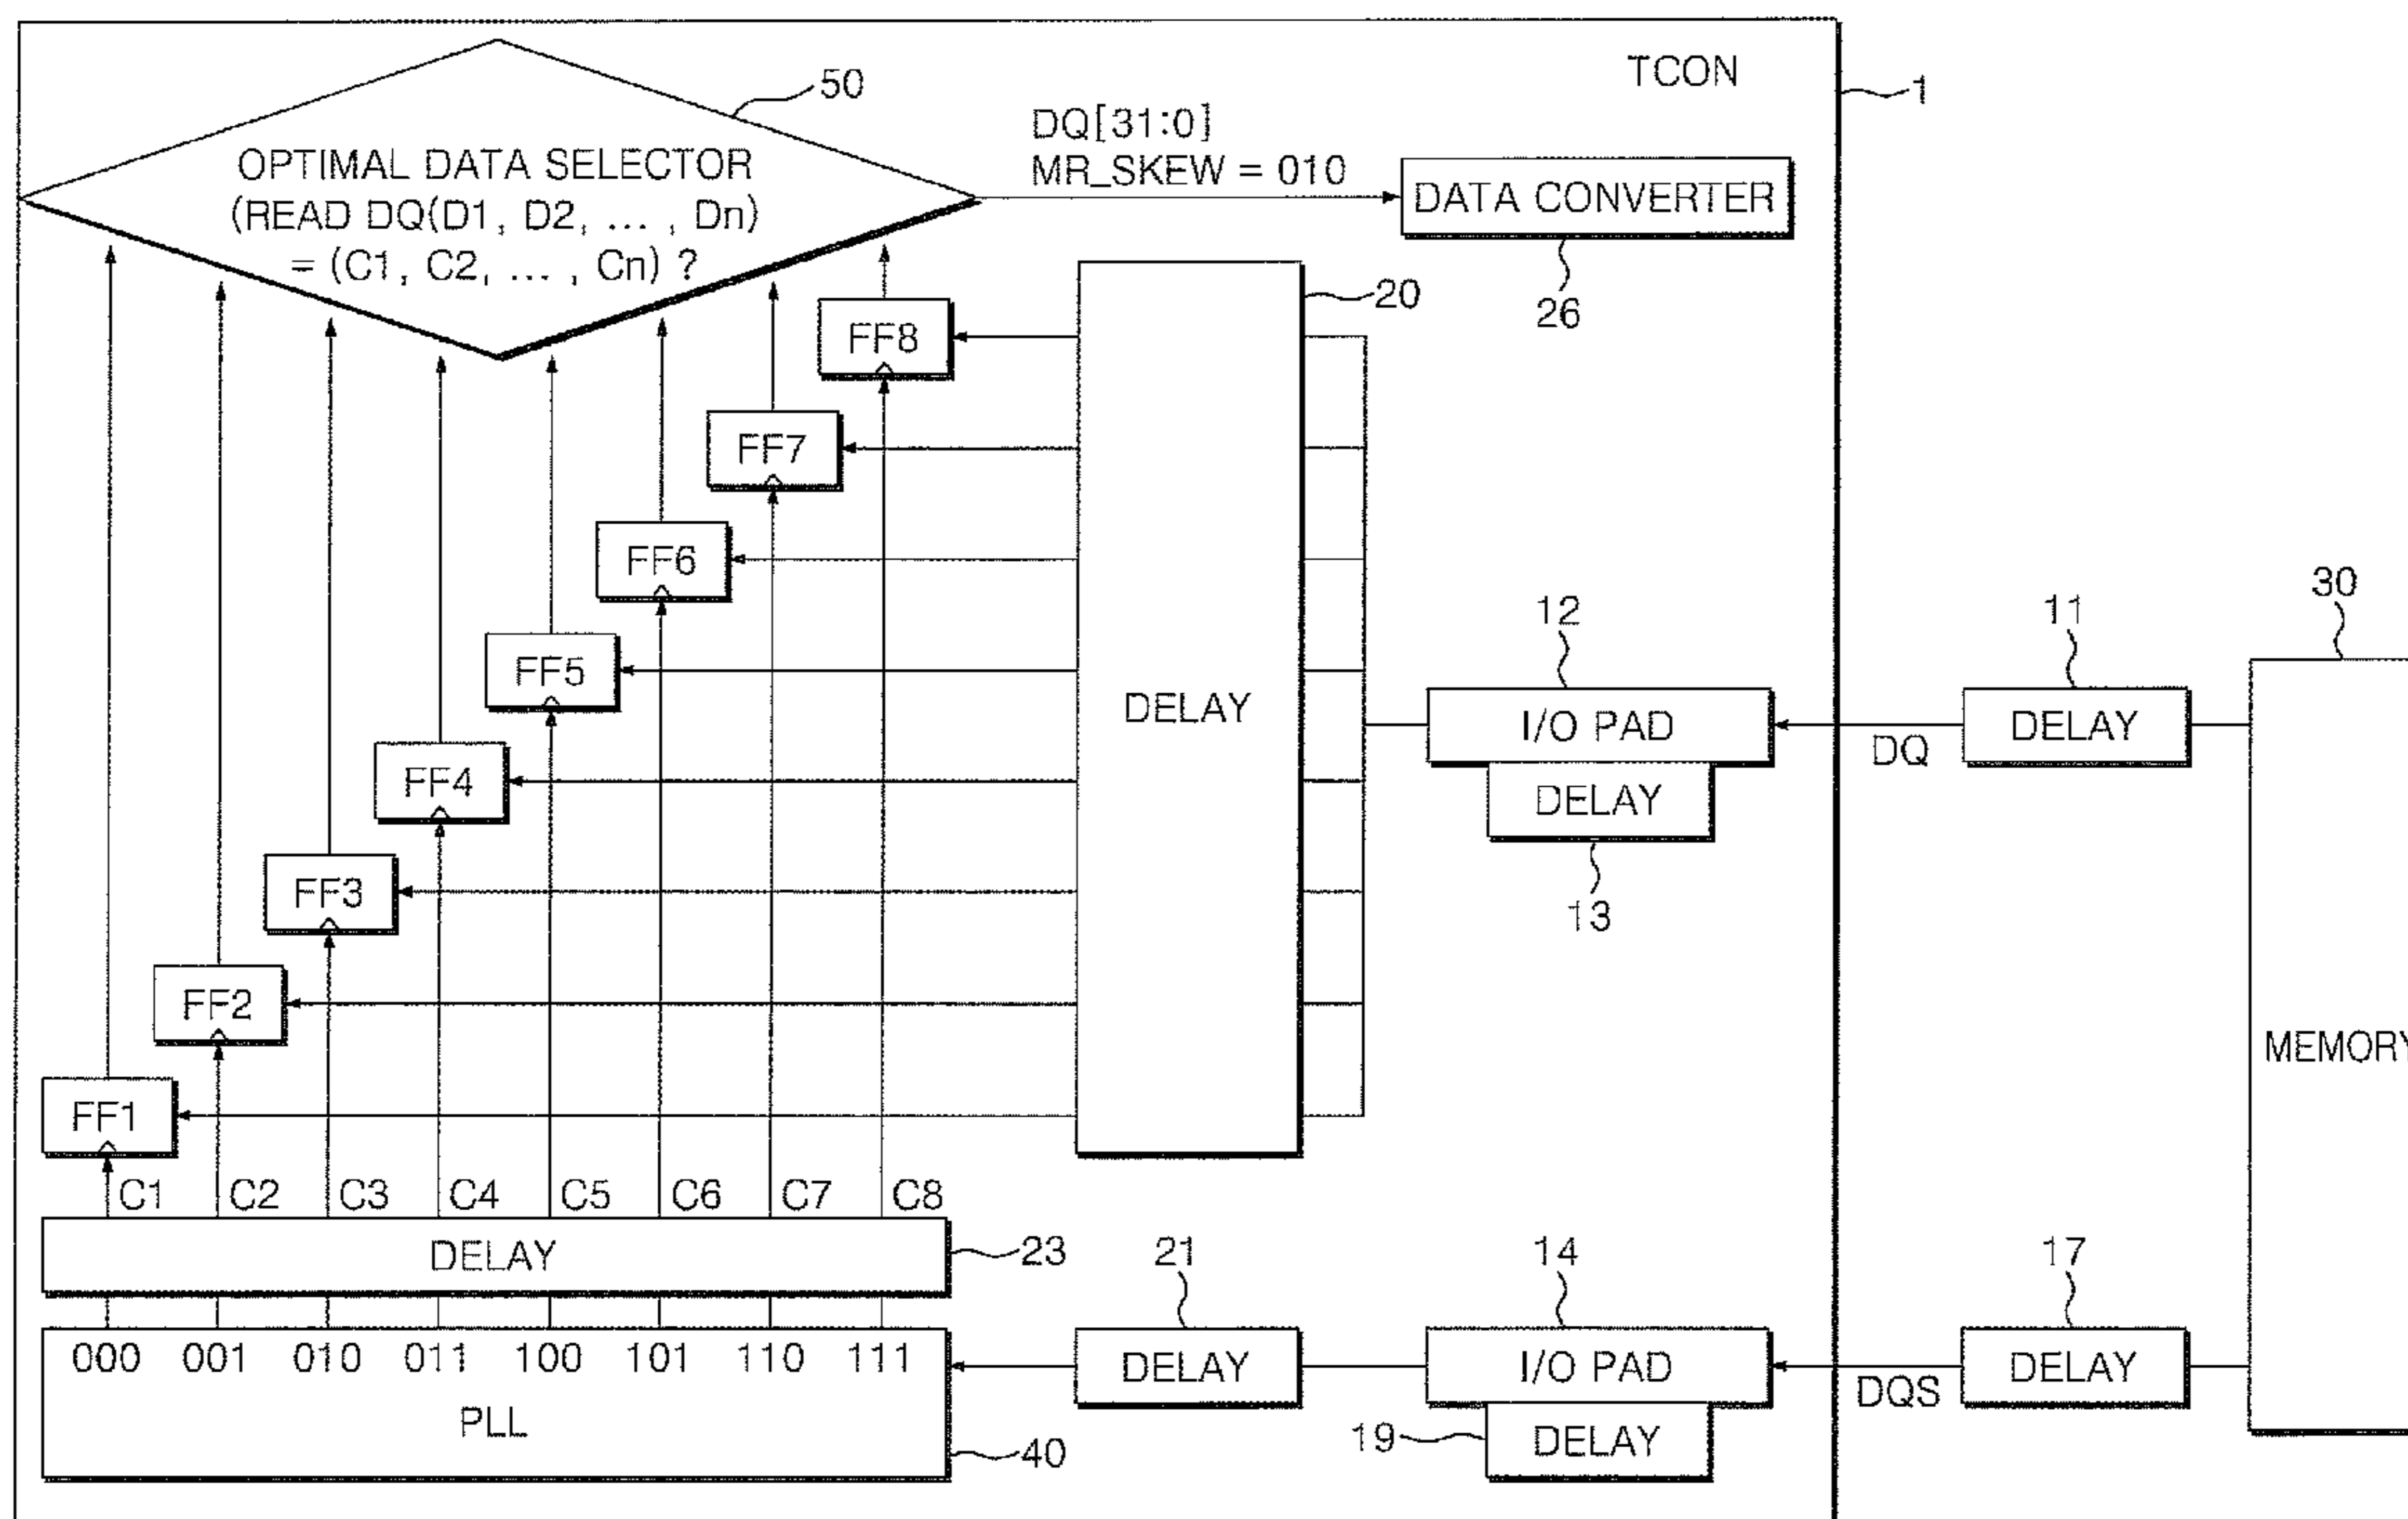 TCON
1
50
OPTIMAL DATA SELECTOR
(READ DQ(D1, D2, ... , Dn)
= (C1, C2, ... , Cn) ?
DQ[31:0]
MR_SKEW = 010
DATA CONVERTER
26
20
FF8
FF7
FF6
FF5
FF4
FF3
FF2
FF1
DELAY
12
I/O PAD
DELAY
13
DQ
11
DELAY
30
MEMORY
C1 C2 C3 C4 C5 C6 C7 C8
DELAY
23
000 001 010 011 100 101 110 111
PLL
40
21
DELAY
14
I/O PAD
19
DELAY
DQS
17
DELAY